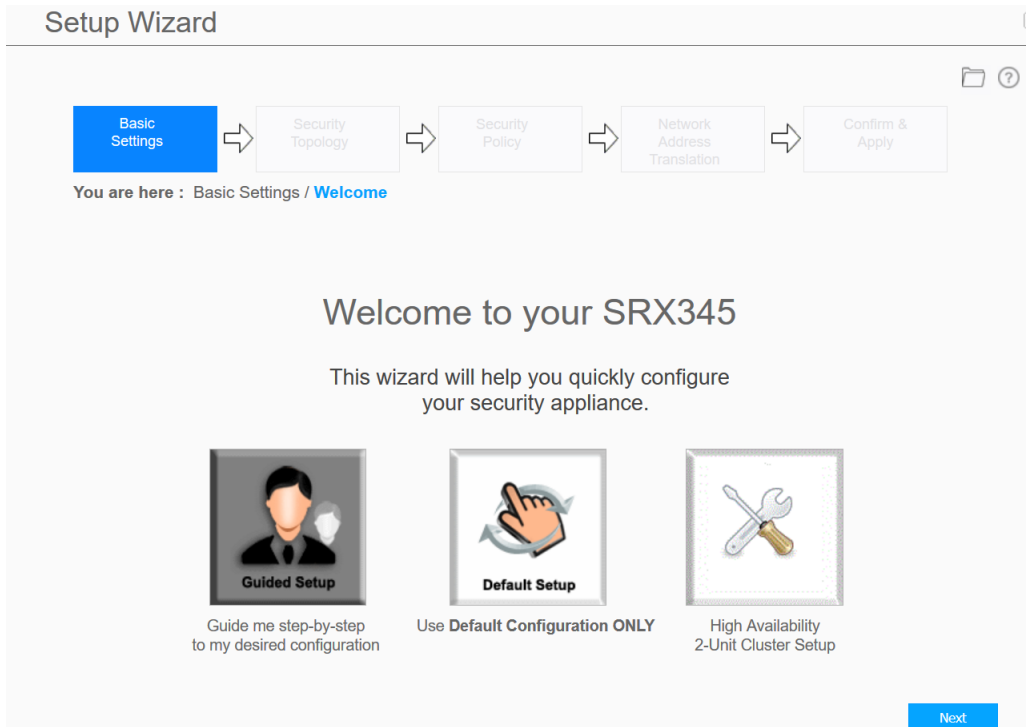 Setup Wizard
Basic
Settings
Security
Topology
Security
Policy
Network
Address
Translation
Confirm &
Apply
You are here : Basic Settings / Welcome
Welcome to your SRX345
This wizard will help you quickly configure
your security appliance.
Guided Setup
Default Setup
Guide me step-by-step
to my desired configuration
Use Default Configuration ONLY
High Availability
2-Unit Cluster Setup
Next